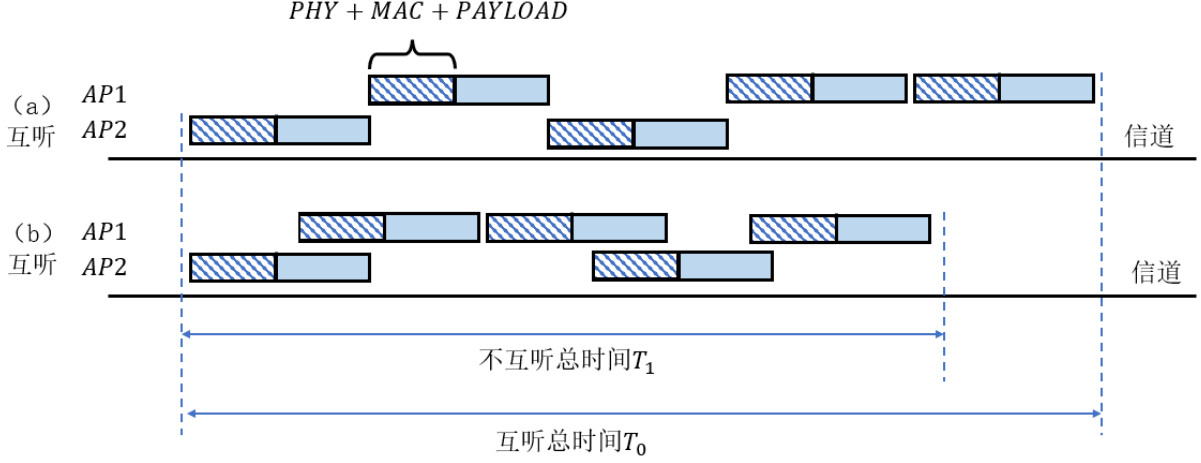 PHY + MAC + PAYLOAD
（a） AP1
互听 AP2
信道
（b） AP1
互听 AP2
信道
不互听总时间T₁
互听总时间T₀